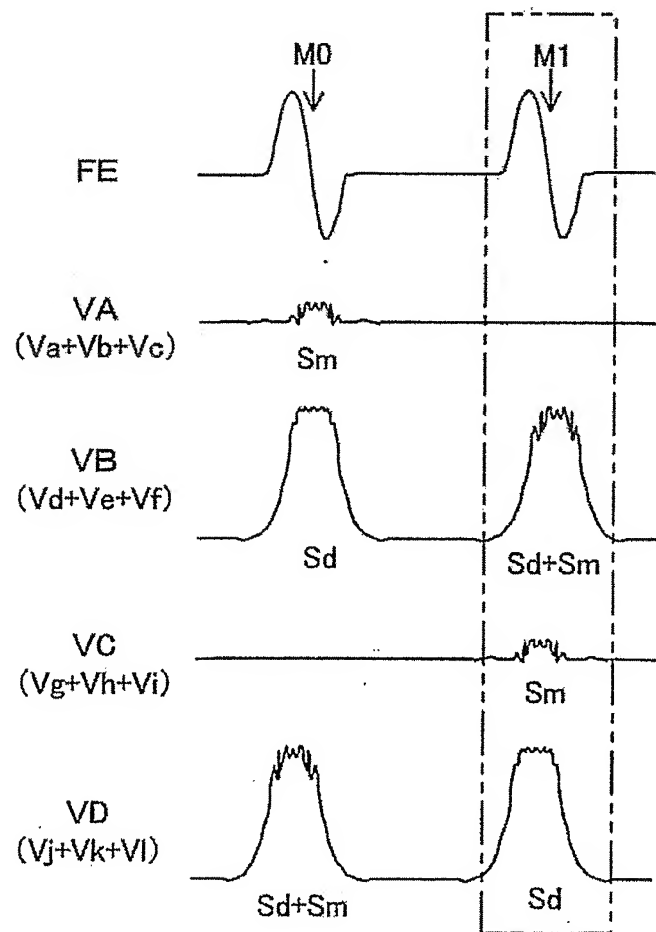 M0 M1
FE
VA
(Va+Vb+Vc)
Sm
VB
(Vd+Ve+Vf)
Sd Sd+Sm
VC
(Vg+Vh+Vi)
Sm
VD
(Vj+Vk+Vl)
Sd+Sm Sd